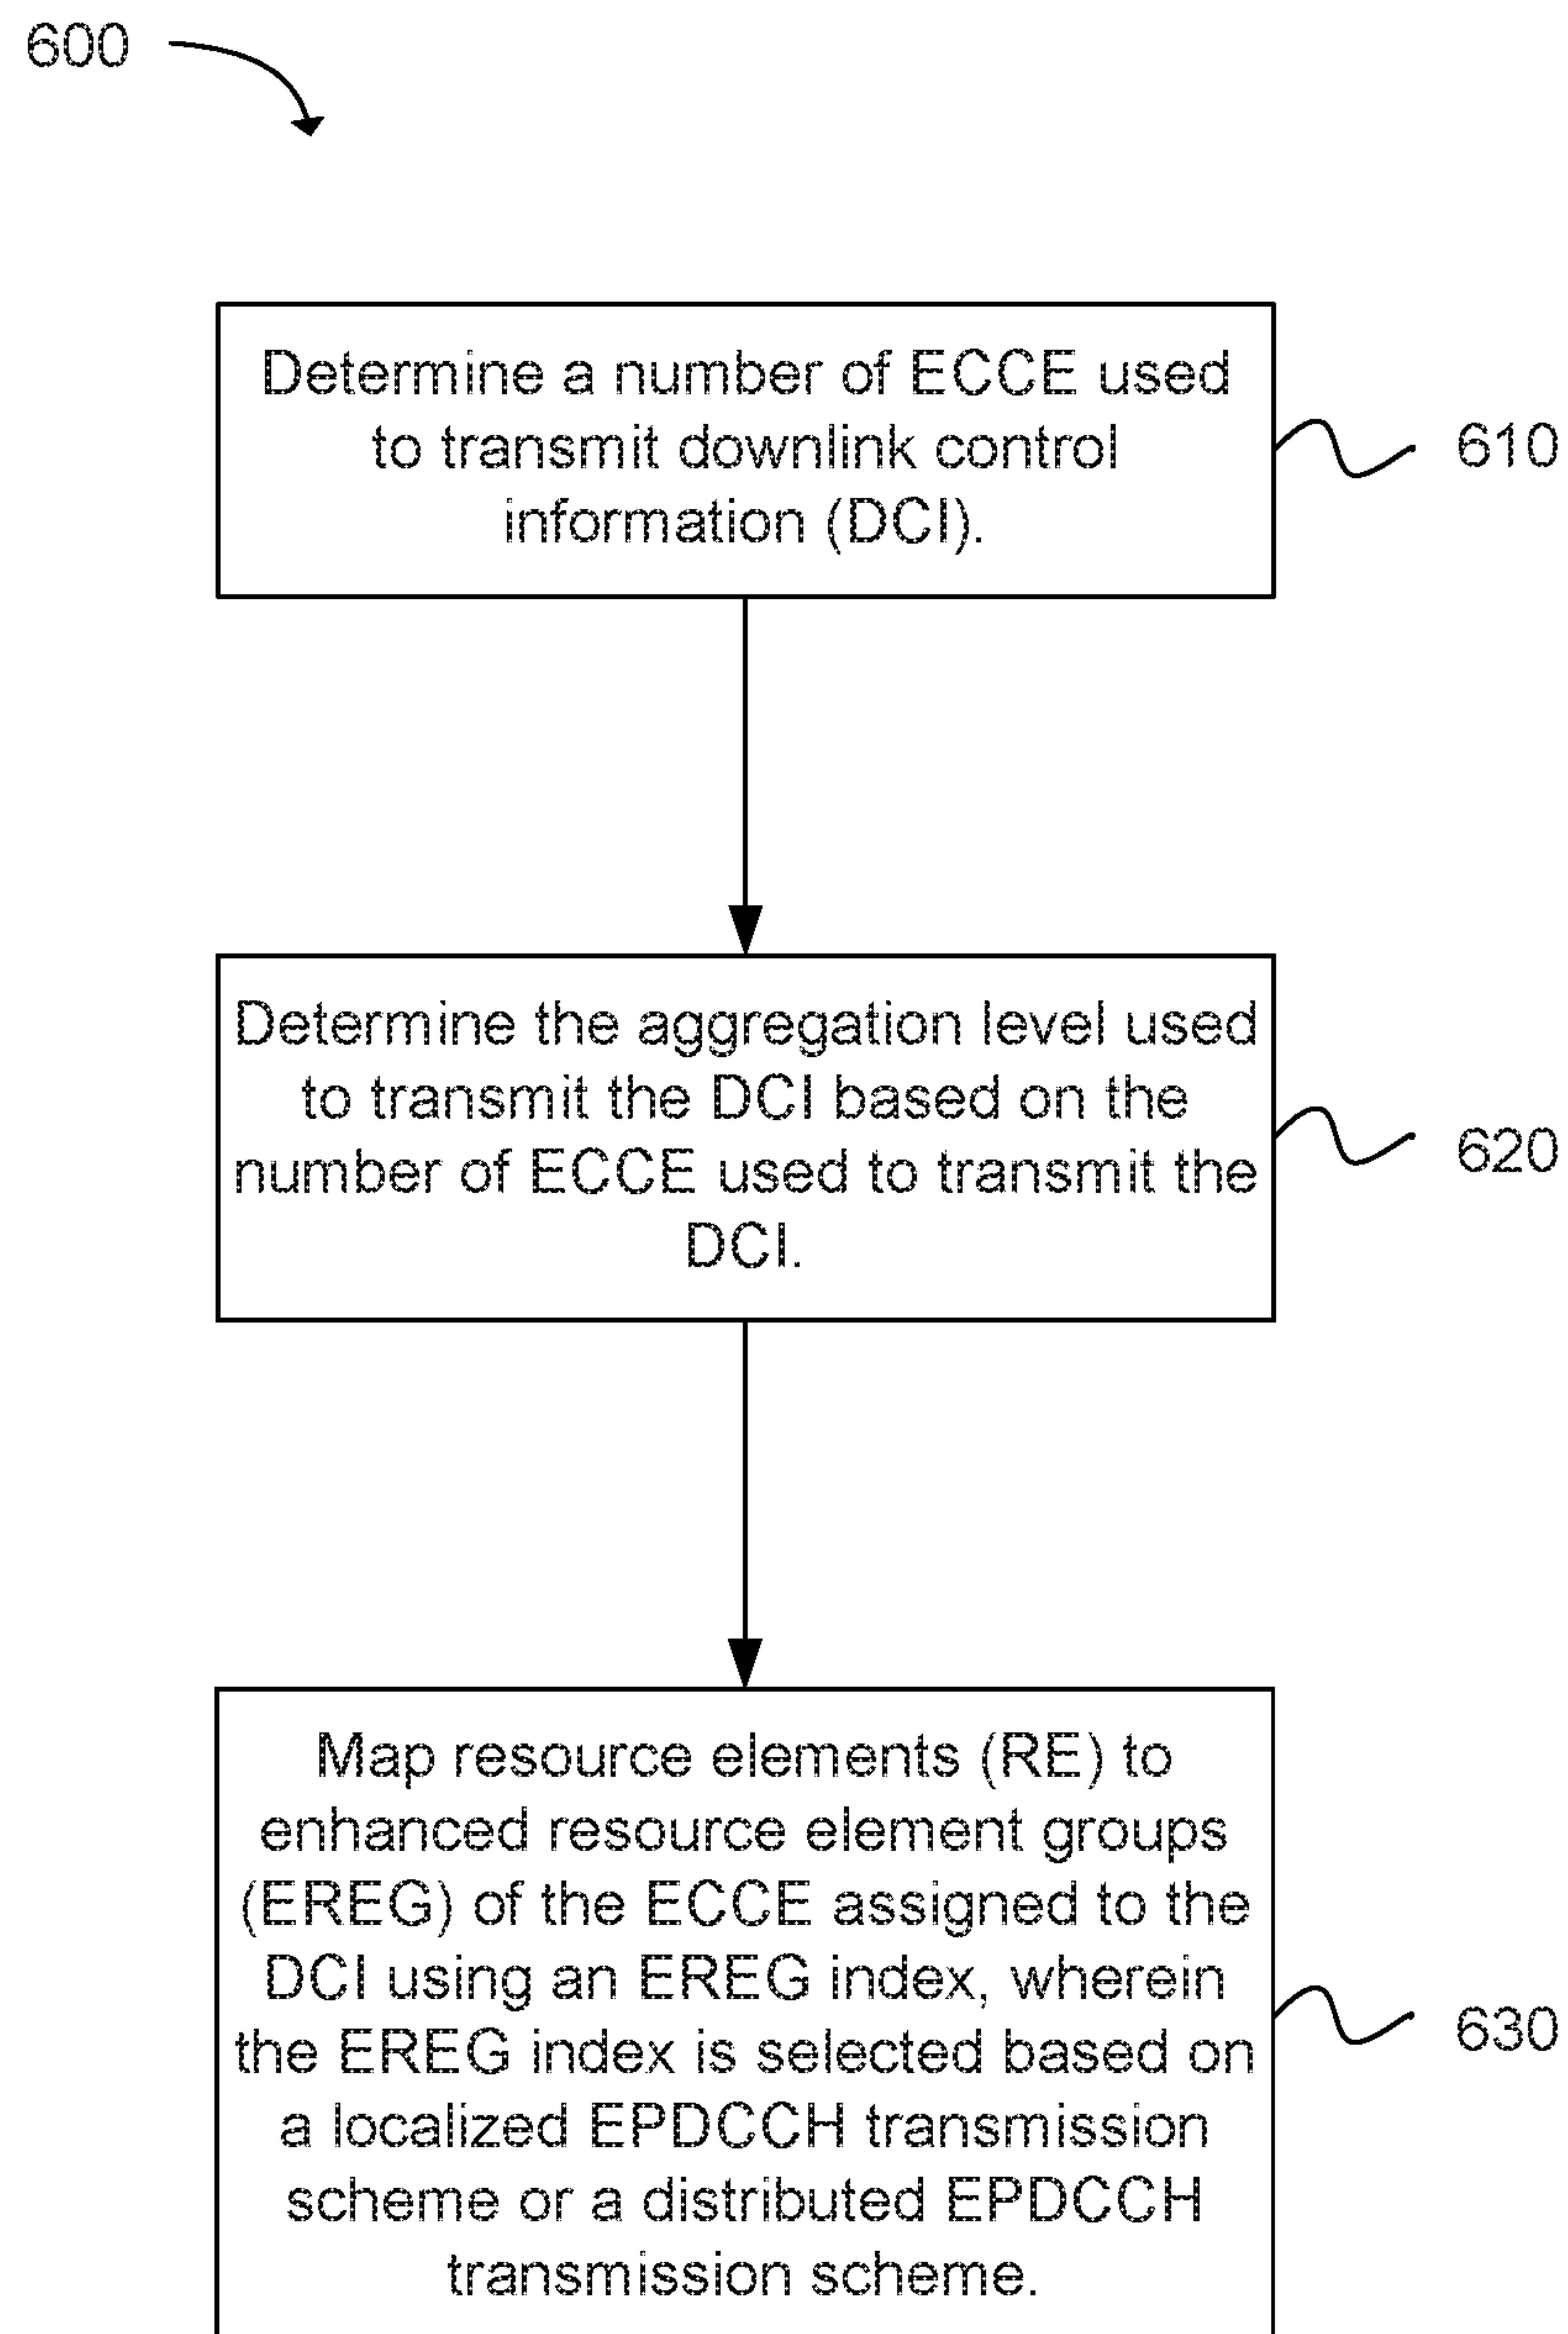 600
Determine a number of ECCE used
to transmit downlink control
information (DCI).
610
Determine the aggregation level used
to transmit the DCI based on the
number of ECCE used to transmit the
DCI.
620
Map resource elements (RE) to
enhanced resource element groups
(EREG) of the ECCE assigned to the
DCI using an EREG index, wherein
the EREG index is selected based on
a localized EPDCCH transmission
scheme or a distributed EPDCCH
transmission scheme.
630